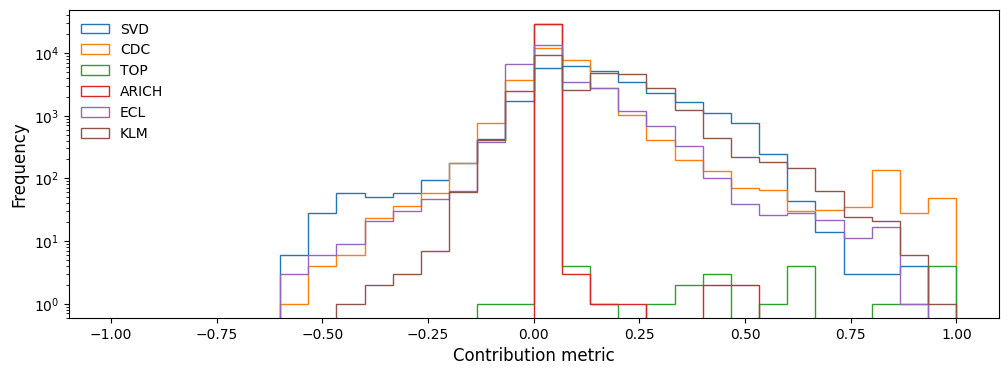 SVD
CDC
TOP
ARICH
ECL
KLM
Frequency
10⁴
10³
10²
10¹
10⁰
−1.00 −0.75 −0.50 −0.25 0.00 0.25 0.50 0.75 1.00
Contribution metric